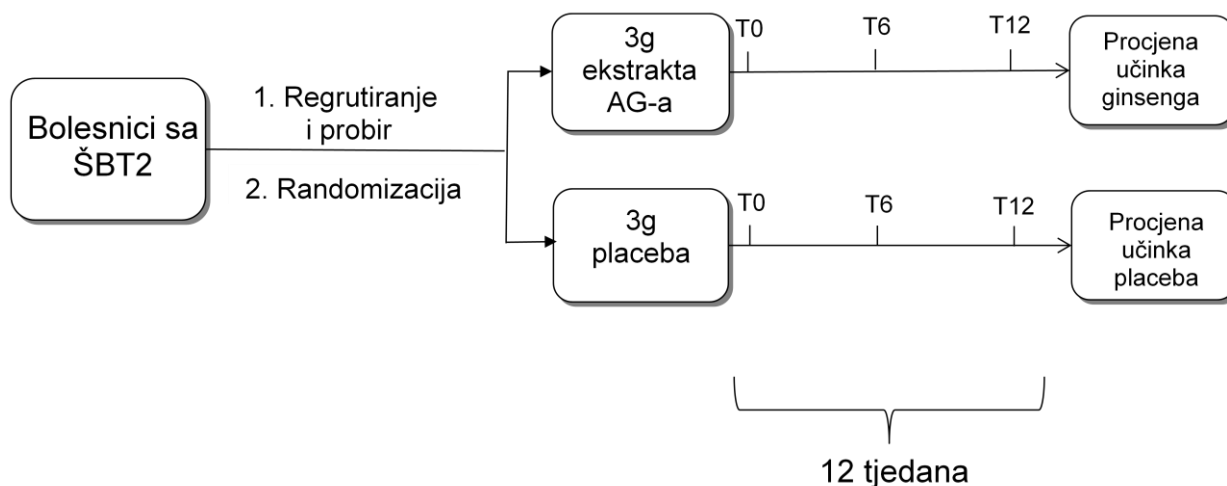 Bolesnici sa
ŠBT2
1. Regrutiranje
i probir
2. Randomizacija
3g
ekstrakta
AG-a
T0
T6
T12
Procjena
učinka
ginsenga
3g
placeba
T0
T6
T12
Procjena
učinka
placeba
12 tjedana